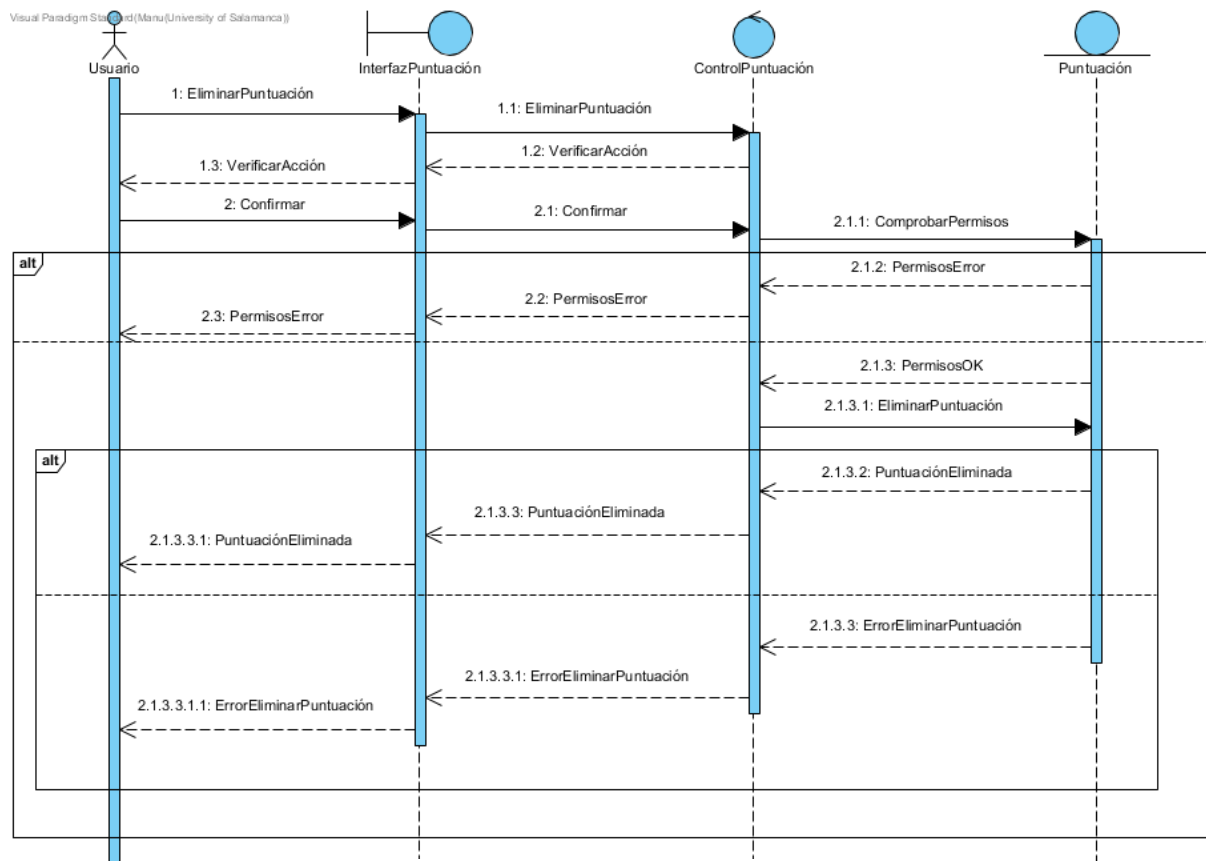 Visual Paradigm Standard(Manu(University of Salamanca))
Usuario
InterfazPuntuación
ControlPuntuación
Puntuación
1: EliminarPuntuación
1.1: EliminarPuntuación
1.2: VerificarAcción
1.3: VerificarAcción
2: Confirmar
2.1: Confirmar
2.1.1: ComprobarPermisos
alt
2.1.2: PermisosError
2.2: PermisosError
2.3: PermisosError
2.1.3: PermisosOK
2.1.3.1: EliminarPuntuación
alt
2.1.3.2: PuntuaciónEliminada
2.1.3.3: PuntuaciónEliminada
2.1.3.3.1: PuntuaciónEliminada
2.1.3.3: ErrorEliminarPuntuación
2.1.3.3.1: ErrorEliminarPuntuación
2.1.3.3.1.1: ErrorEliminarPuntuación